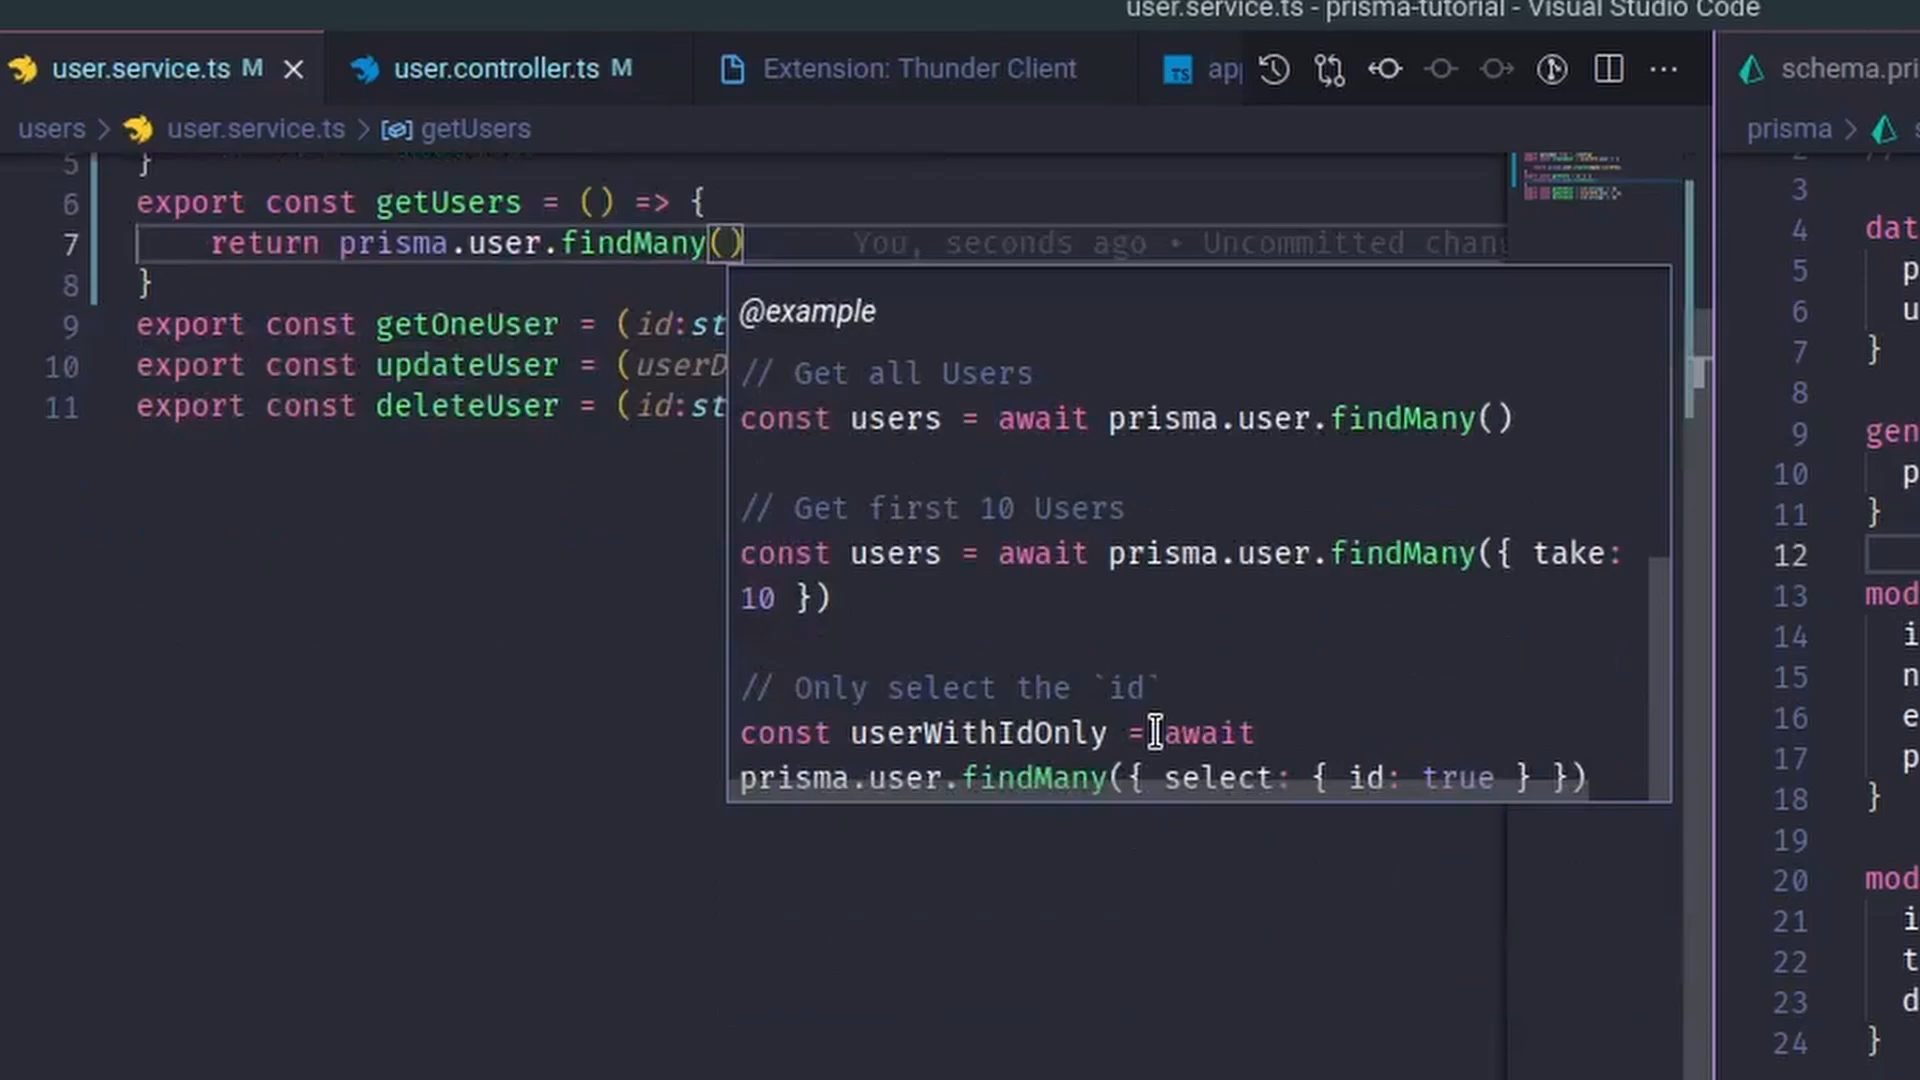 user.service.ts - prisma-tutorial - Visual Studio Code
user.service.ts M
user.controller.ts M
Extension: Thunder Client
TS
schema.pri
users > user.service.ts > getUsers
prisma >
5 }
6 export const getUsers = () => {
7 return prisma.user.findMany() You, seconds ago • Uncommitted chang
8 }
9 export const getOneUser = (id:st
10 export const updateUser = (userD
11 export const deleteUser = (id:st
@example
// Get all Users
const users = await prisma.user.findMany()
// Get first 10 Users
const users = await prisma.user.findMany({ take:
10 })
// Only select the `id`
const userWithIdOnly = await
prisma.user.findMany({ select: { id: true } })
3
4 dat
5 p
6 u
7 }
8
9 gen
10 p
11 }
12
13 mod
14 i
15 n
16 e
17 p
18 }
19
20 mod
21 i
22 t
23 d
24 }